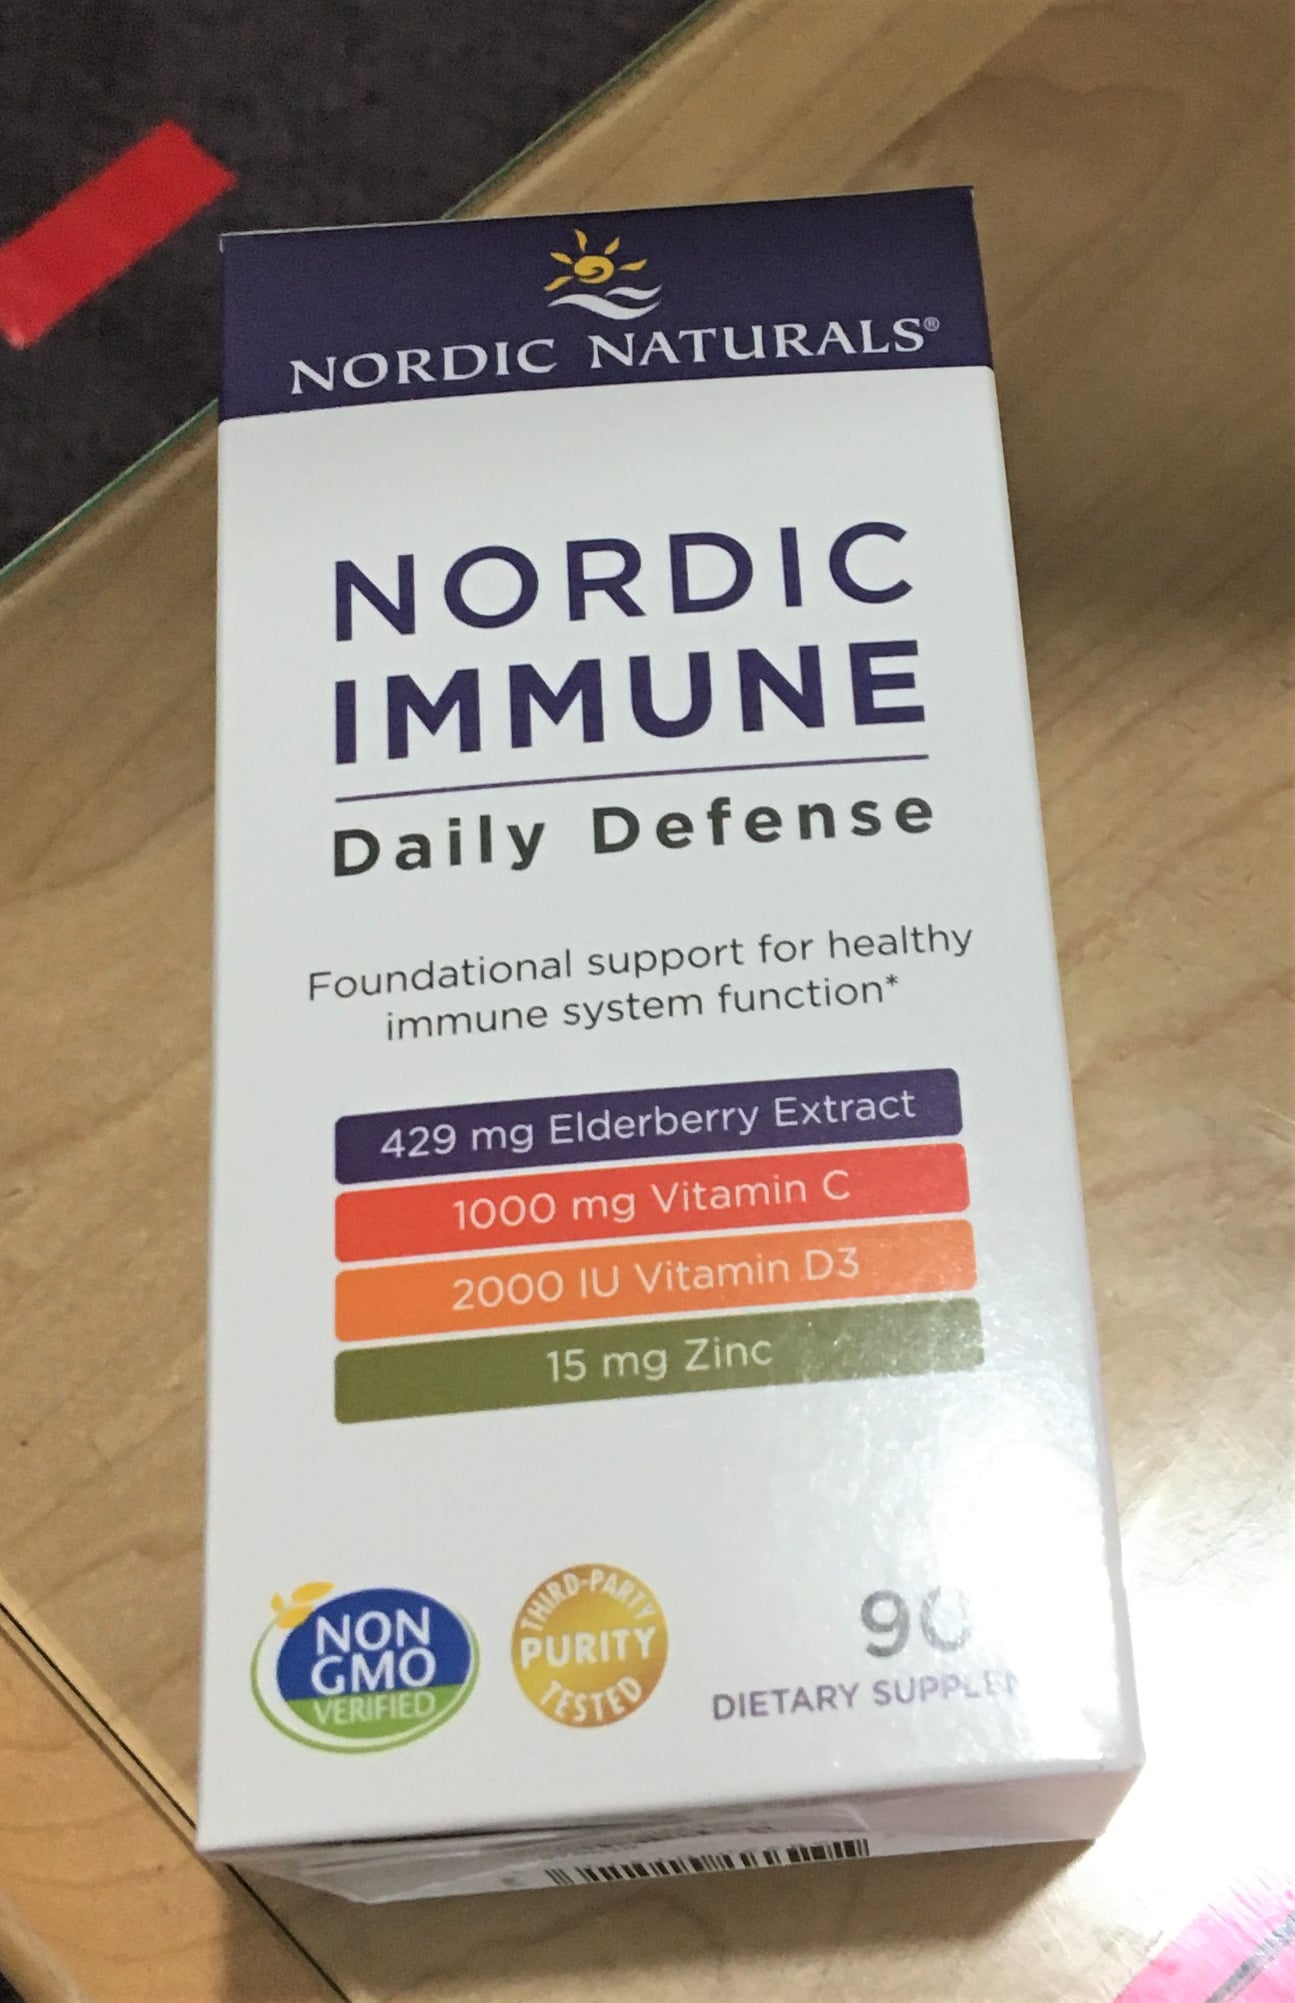 NORDIC NATURALS®
NORDIC
IMMUNE
Daily Defense
Foundational support for healthy
immune system function*
429 mg Elderberry Extract
1000 mg Vitamin C
2000 IU Vitamin D3
15 mg Zinc
NON
GMO
VERIFIED
THIRD-PARTY
PURITY
TESTED
90
DIETARY